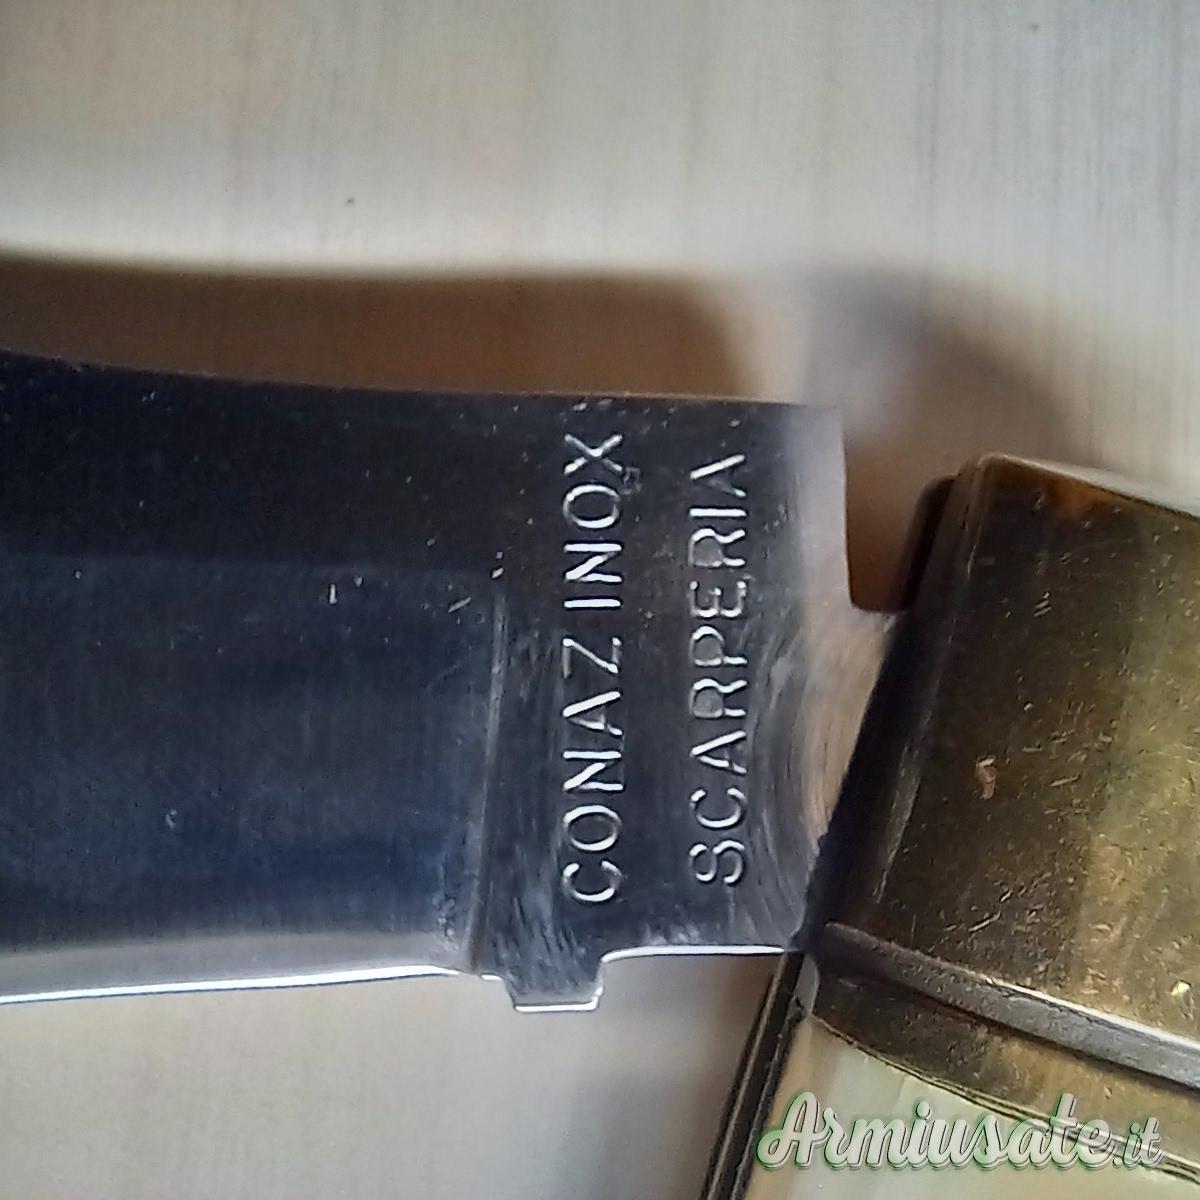 CONAZ INOX
SCARPERIA
Armiusate.it